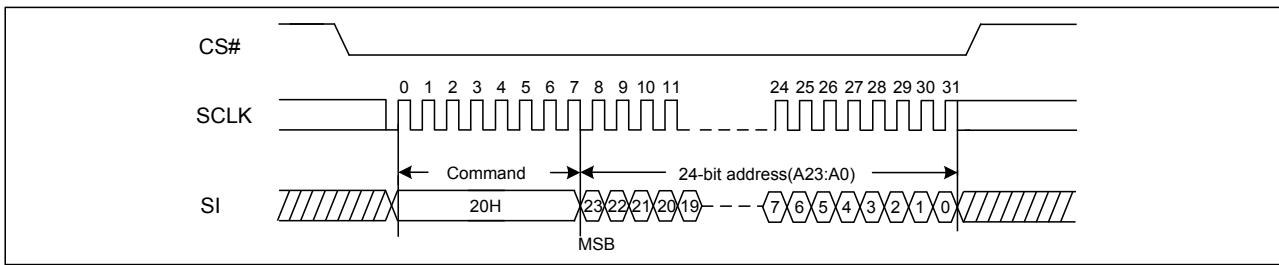 CS#
0 1 2 3 4 5 6 7 8 9 10 11 24 25 26 27 28 29 30 31
SCLK
Command 24-bit address(A23:A0)
SI 20H 23 22 21 20 19 7 6 5 4 3 2 1 0
MSB